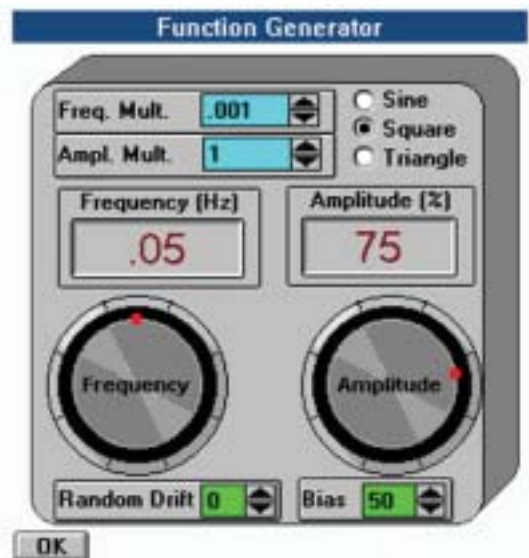 Function Generator
Freq. Mult. .001
Sine
Square
Ampl. Mult. 1
Triangle
Frequency (Hz) Amplitude (%)
.05 75
Frequency Amplitude
Random Drift 0 Bias 50
OK